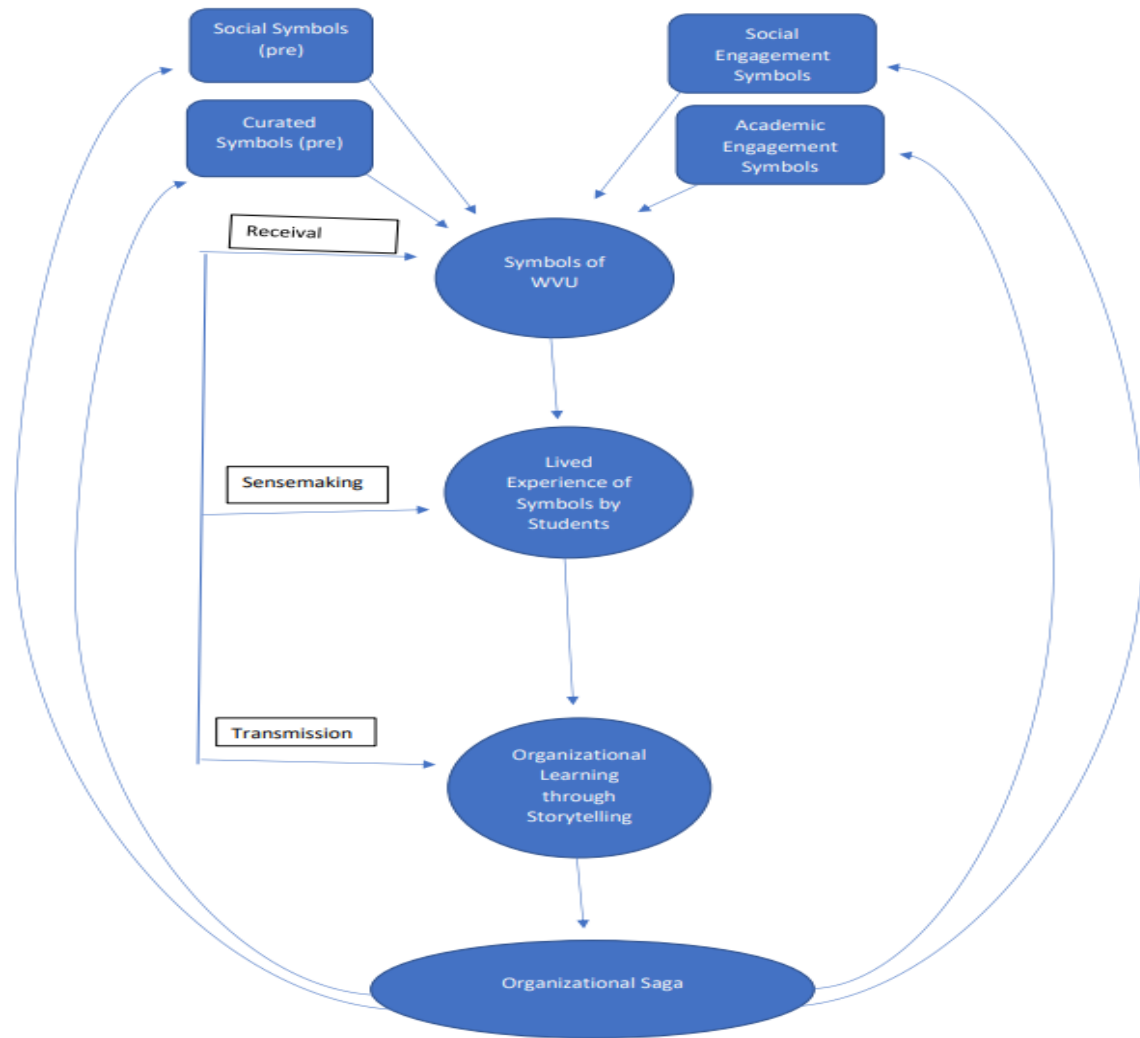 Social Symbols
(pre)
Social
Engagement
Symbols
Curated
Symbols (pre)
Academic
Engagement
Symbols
Receival
Symbols of
WVU
Sensemaking
Lived
Experience of
Symbols by
Students
Transmission
Organizational
Learning
through
Storytelling
Organizational Saga